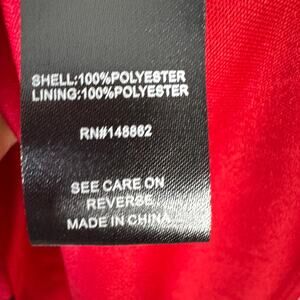 SHELL:100%POLYESTER
LINING:100%POLYESTER
RN#148862
SEE CARE ON
REVERSE
MADE IN CHINA